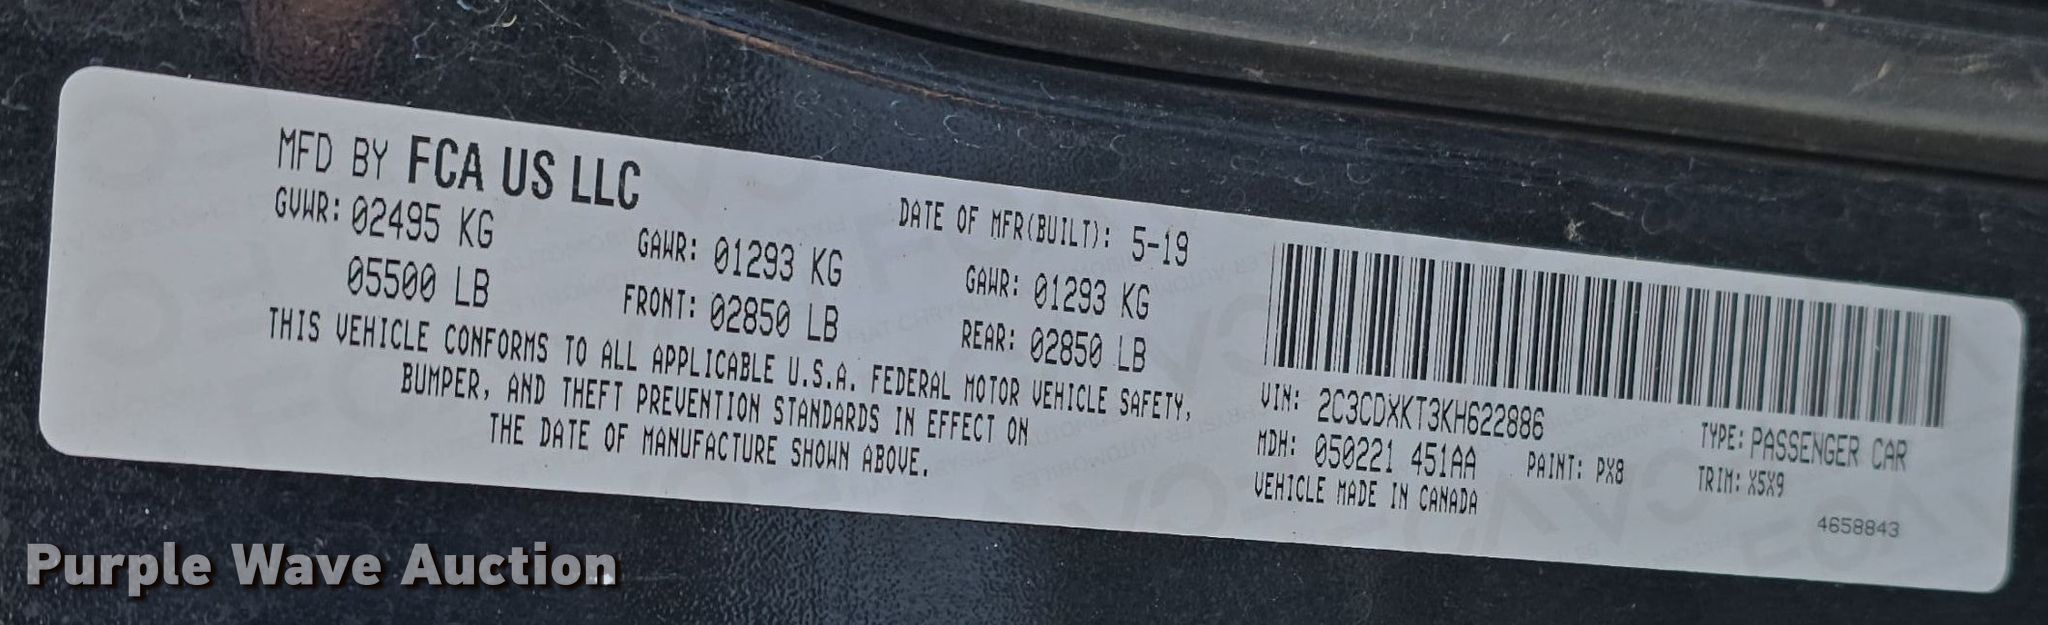 MFD BY FCA US LLC
DATE OF MFR(BUILT): 5-19
GVWR: 02495 KG
05500 LB
GAWR: 01293 KG
FRONT: 02850 LB
GAWR: 01293 KG
REAR: 02850 LB
THIS VEHICLE CONFORMS TO ALL APPLICABLE U.S.A. FEDERAL MOTOR VEHICLE SAFETY,
BUMPER, AND THEFT PREVENTION STANDARDS IN EFFECT ON
THE DATE OF MANUFACTURE SHOWN ABOVE.
VIN: 2C3CDXKT3KH622886
TYPE: PASSENGER CAR
MDH: 050221 451AA
PAINT: PX8
TRIM: X5X9
VEHICLE MADE IN CANADA
4658843
Purple Wave Auction